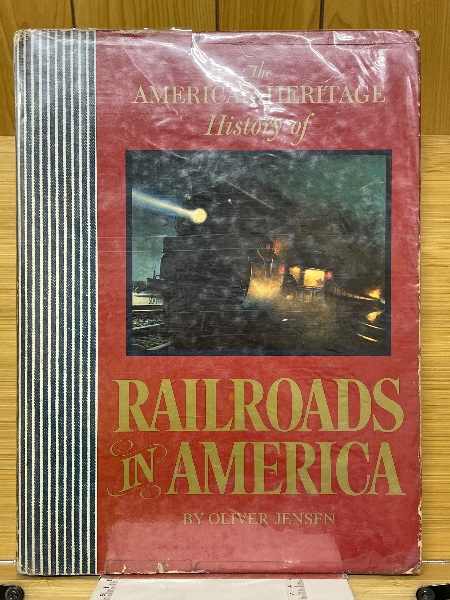 The
AMERICAN HERITAGE
History of
RAILROADS
IN AMERICA
BY OLIVER JENSEN